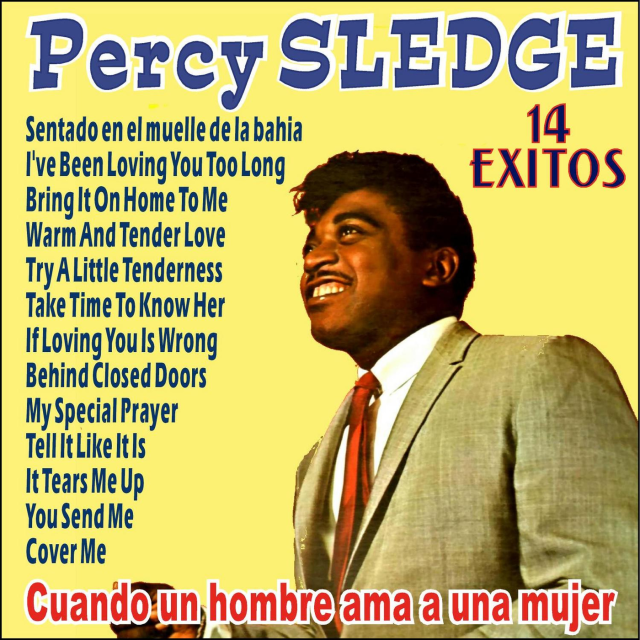 Percy SLEDGE
14
EXITOS
Sentado en el muelle de la bahia
I've Been Loving You Too Long
Bring It On Home To Me
Warm And Tender Love
Try A Little Tenderness
Take Time To Know Her
If Loving You Is Wrong
Behind Closed Doors
My Special Prayer
Tell It Like It Is
It Tears Me Up
You Send Me
Cover Me
Cuando un hombre ama a una mujer